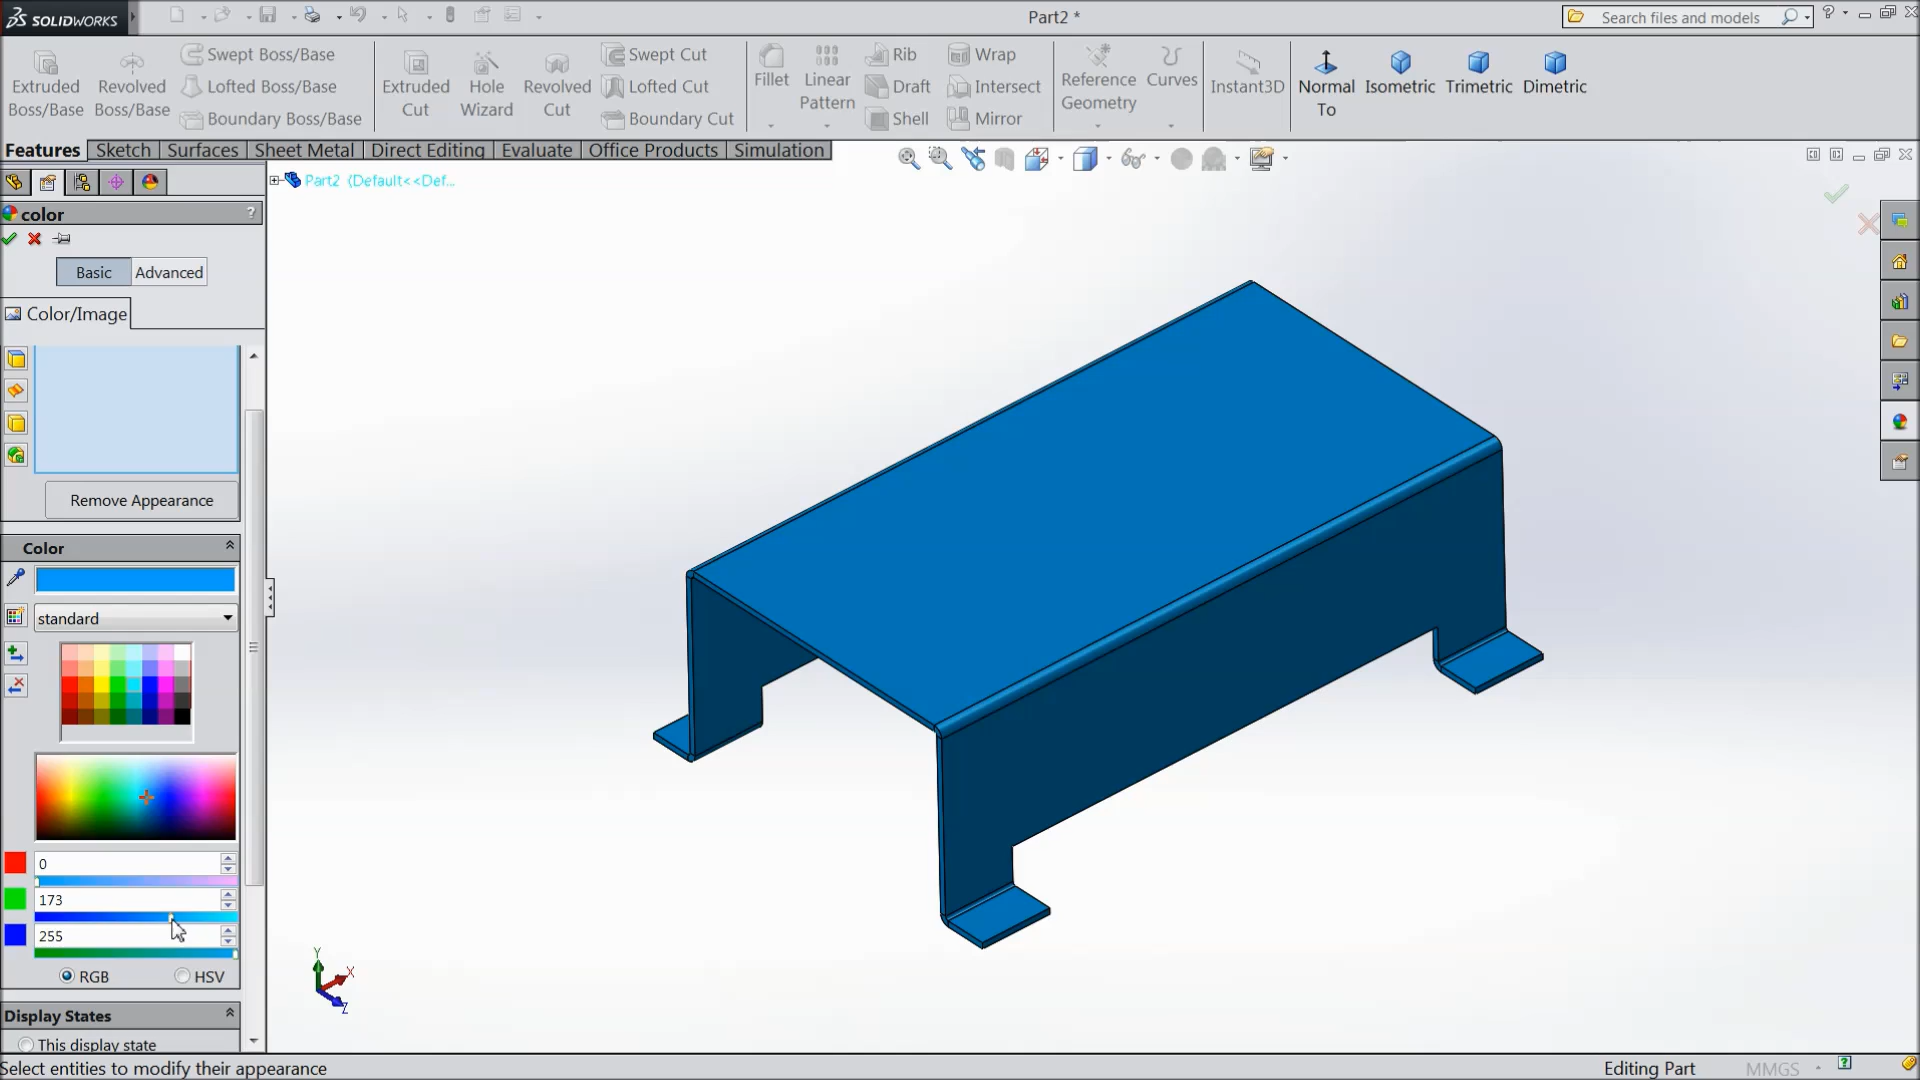 SOLIDWORKS
Part2 *
Search files and models
Extruded Boss/Base
Revolved Boss/Base
Swept Boss/Base
Lofted Boss/Base
Boundary Boss/Base
Extruded Cut
Hole Wizard
Revolved Cut
Swept Cut
Lofted Cut
Boundary Cut
Fillet
Linear Pattern
Rib
Draft
Shell
Wrap
Intersect
Mirror
Reference Geometry
Curves
Instant3D
Normal To
Isometric
Trimetric
Dimetric
Features
Sketch
Surfaces
Sheet Metal
Direct Editing
Evaluate
Office Products
Simulation
Part2 (Default<<Def...
color
?
Basic
Advanced
Color/Image
Remove Appearance
Color
standard
0
173
255
RGB
HSV
Display States
This display state
Y
X
Z
Select entities to modify their appearance
Editing Part
MMGS